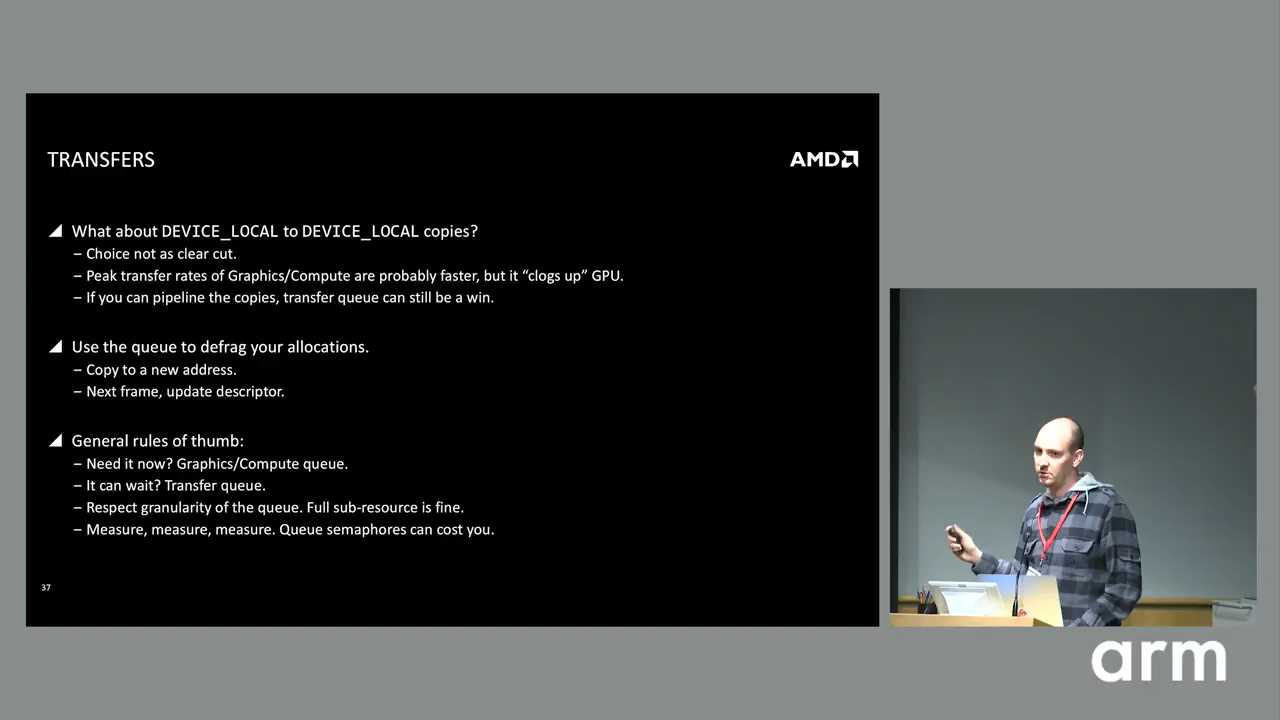 TRANSFERS
AMD
What about DEVICE_LOCAL to DEVICE_LOCAL copies?
– Choice not as clear cut.
– Peak transfer rates of Graphics/Compute are probably faster, but it “clogs up” GPU.
– If you can pipeline the copies, transfer queue can still be a win.
Use the queue to defrag your allocations.
– Copy to a new address.
– Next frame, update descriptor.
General rules of thumb:
– Need it now? Graphics/Compute queue.
– It can wait? Transfer queue.
– Respect granularity of the queue. Full sub-resource is fine.
– Measure, measure, measure. Queue semaphores can cost you.
37
arm